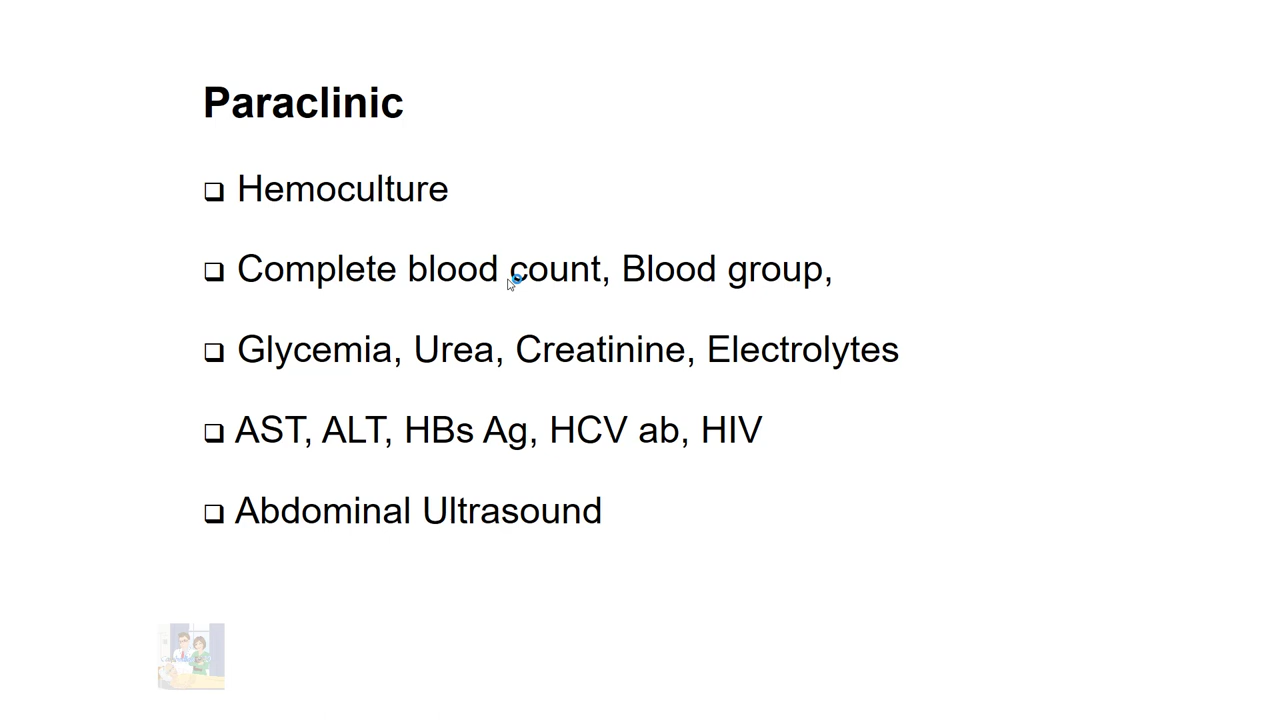 Paraclinic
❑ Hemoculture
❑ Complete blood count, Blood group,
❑ Glycemia, Urea, Creatinine, Electrolytes
❑ AST, ALT, HBs Ag, HCV ab, HIV
❑ Abdominal Ultrasound